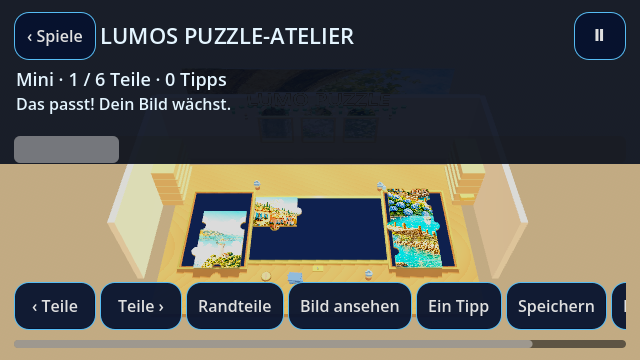 ‹ Spiele
LUMOS PUZZLE-ATELIER
Mini · 1 / 6 Teile · 0 Tipps
Das passt! Dein Bild wächst.
‹ Teile
Teile ›
Randteile
Bild ansehen
Ein Tipp
Speichern